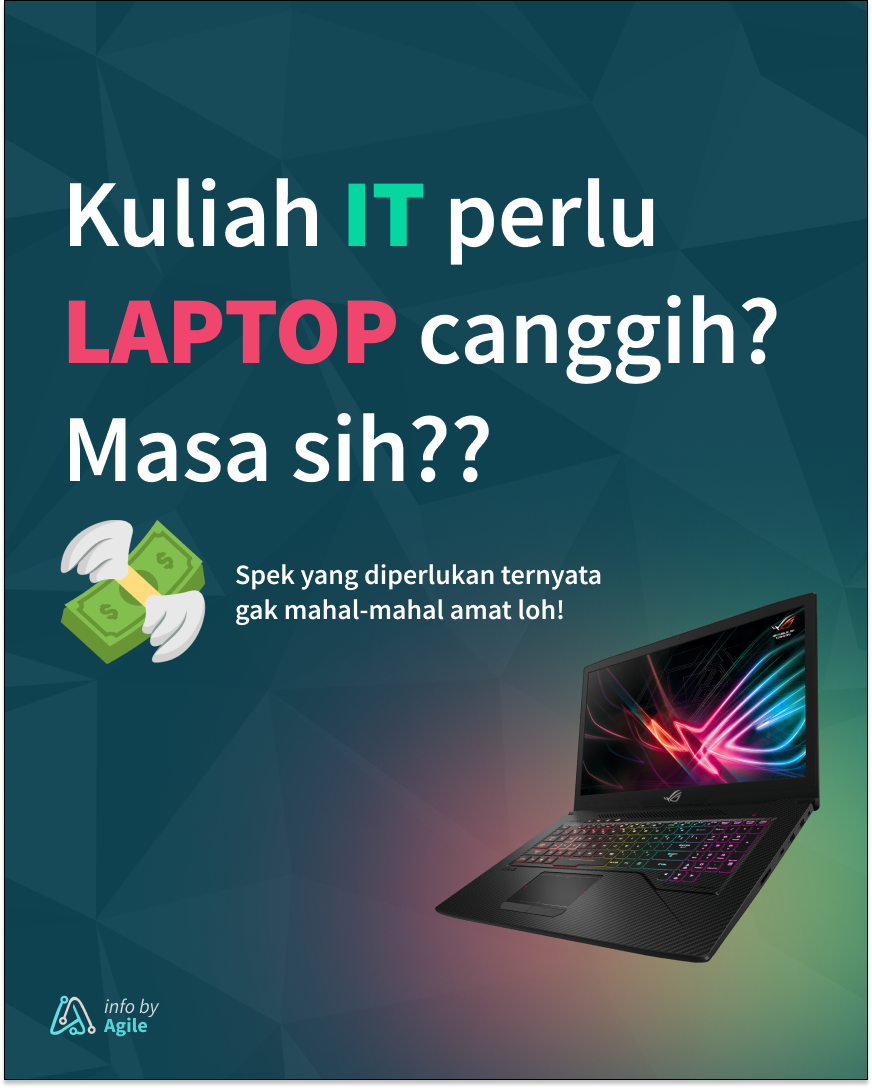 Kuliah IT perlu
LAPTOP canggih?
Masa sih??
Spek yang diperlukan ternyata
gak mahal-mahal amat loh!
info by
Agile